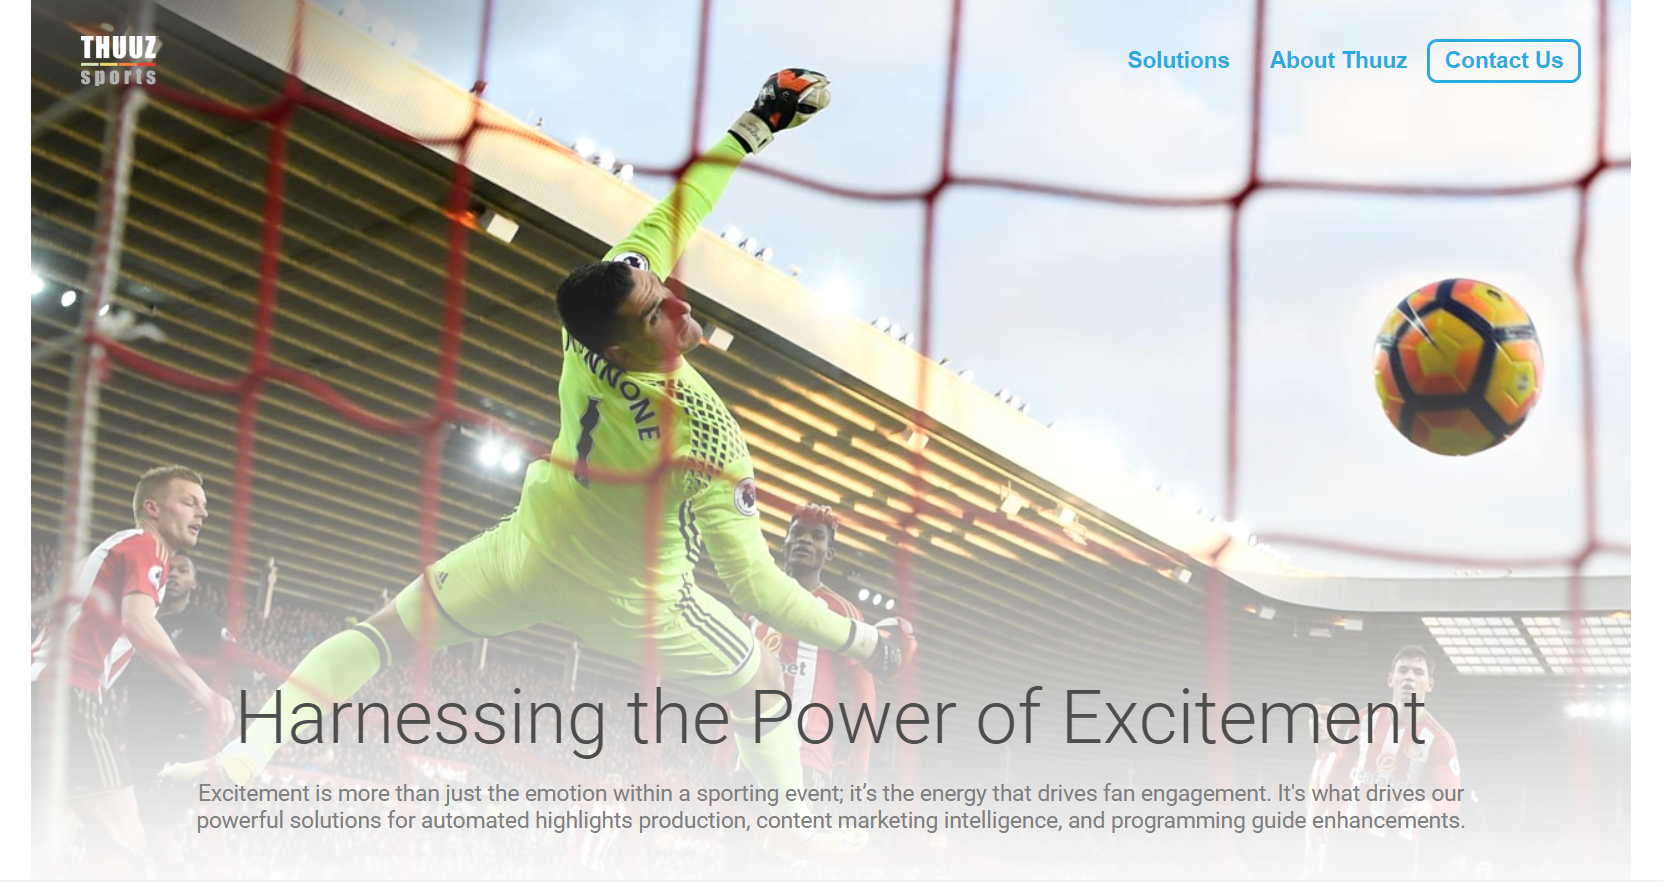 THUUZ
sports
Solutions
About Thuuz
Contact Us
1
Harnessing the Power of Excitement
Excitement is more than just the emotion within a sporting event; it’s the energy that drives fan engagement. It's what drives our
powerful solutions for automated highlights production, content marketing intelligence, and programming guide enhancements.